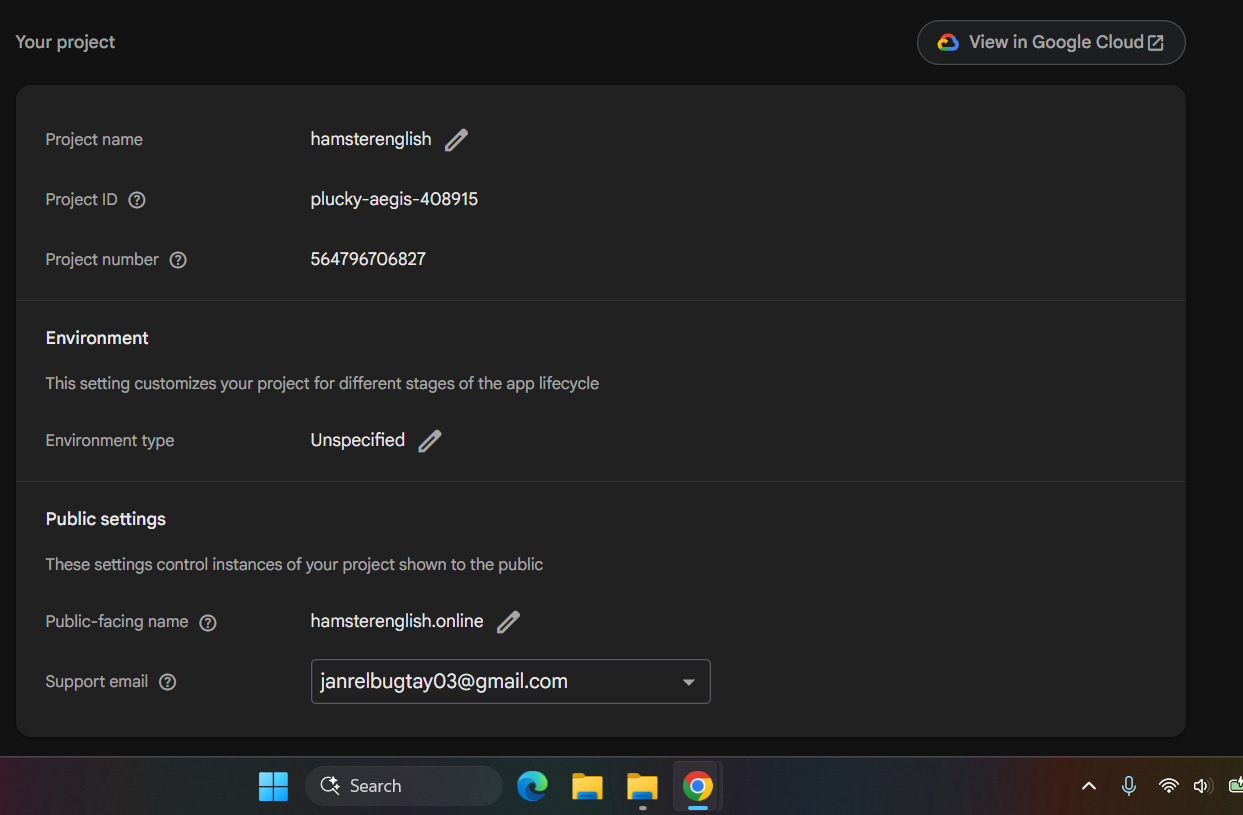 Your project
View in Google Cloud
Project name hamsterenglish
Project ID plucky-aegis-408915
Project number 564796706827
Environment
This setting customizes your project for different stages of the app lifecycle
Environment type Unspecified
Public settings
These settings control instances of your project shown to the public
Public-facing name hamsterenglish.online
Support email janrelbugtay03@gmail.com
Search